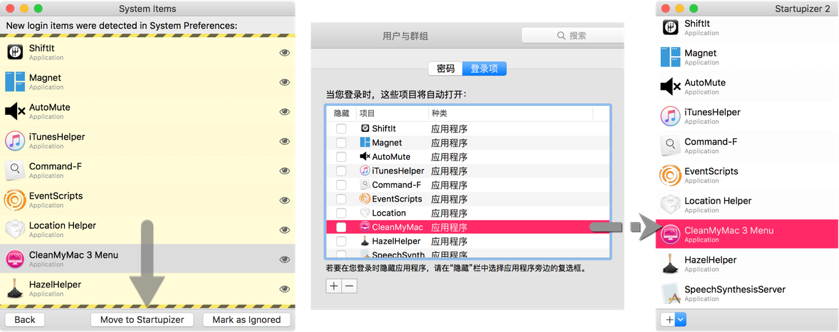 System Items
New login items were detected in System Preferences:
ShiftIt
Application
Magnet
Application
AutoMute
Application
iTunesHelper
Application
Command-F
Application
EventScripts
Application
Location Helper
Application
CleanMyMac 3 Menu
Application
HazelHelper
Application
Back
Move to Startupizer
Mark as Ignored
用户与群组
搜索
密码
登录项
当您登录时，这些项目将自动打开：
隐藏 项目 种类
ShiftIt 应用程序
Magnet 应用程序
AutoMute 应用程序
iTunesHelper 应用程序
Command-F 应用程序
EventScripts 应用程序
Location 应用程序
CleanMyMac 应用程序
HazelHelper 应用程序
SpeechSynth 应用程序
若要在您登录时隐藏应用程序，请在“隐藏”栏中选择应用程序旁边的复选框。
Startupizer 2
ShiftIt
Application
Magnet
Application
AutoMute
Application
iTunesHelper
Application
Command-F
Application
EventScripts
Application
Location Helper
Application
CleanMyMac 3 Menu
Application
HazelHelper
Application
SpeechSynthesisServer
Application